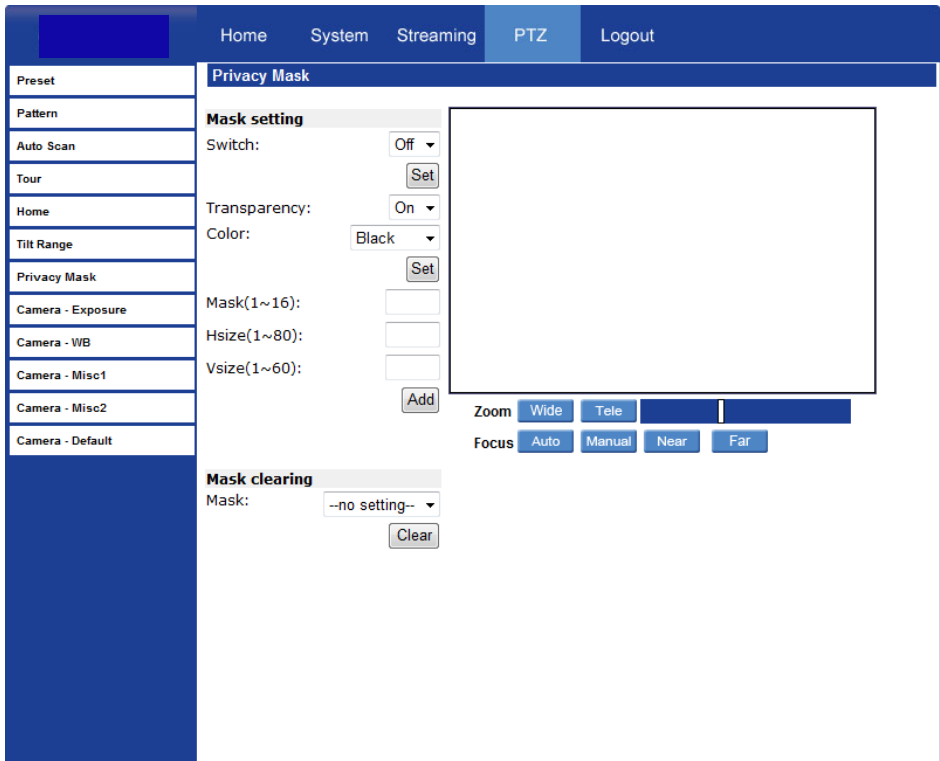 Home System Streaming PTZ Logout
Preset
Pattern
Auto Scan
Tour
Home
Tilt Range
Privacy Mask
Camera - Exposure
Camera - WB
Camera - Misc1
Camera - Misc2
Camera - Default
Privacy Mask
Mask setting
Switch: Off
Set
Transparency: On
Color: Black
Set
Mask(1~16):
Hsize(1~80):
Vsize(1~60):
Add
Zoom Wide Tele
Focus Auto Manual Near Far
Mask clearing
Mask: --no setting--
Clear